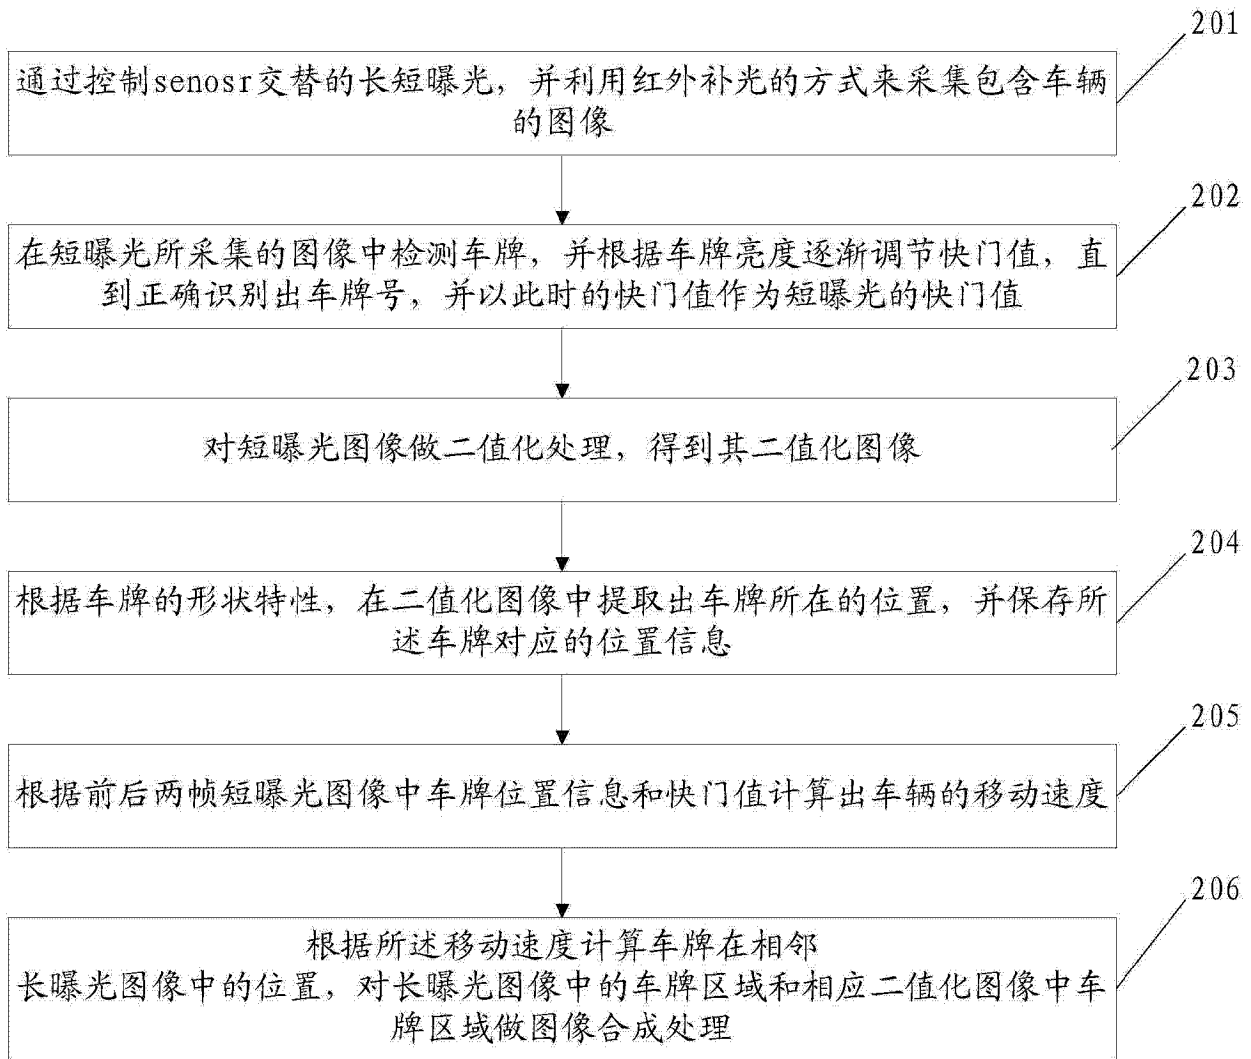 201
通过控制senosr交替的长短曝光，并利用红外补光的方式来采集包含车辆
的图像
202
在短曝光所采集的图像中检测车牌，并根据车牌亮度逐渐调节快门值，直
到正确识别出车牌号，并以此时的快门值作为短曝光的快门值
203
对短曝光图像做二值化处理，得到其二值化图像
204
根据车牌的形状特性，在二值化图像中提取出车牌所在的位置，并保存所
述车牌对应的位置信息
205
根据前后两帧短曝光图像中车牌位置信息和快门值计算出车辆的移动速度
206
根据所述移动速度计算车牌在相邻
长曝光图像中的位置，对长曝光图像中的车牌区域和相应二值化图像中车
牌区域做图像合成处理